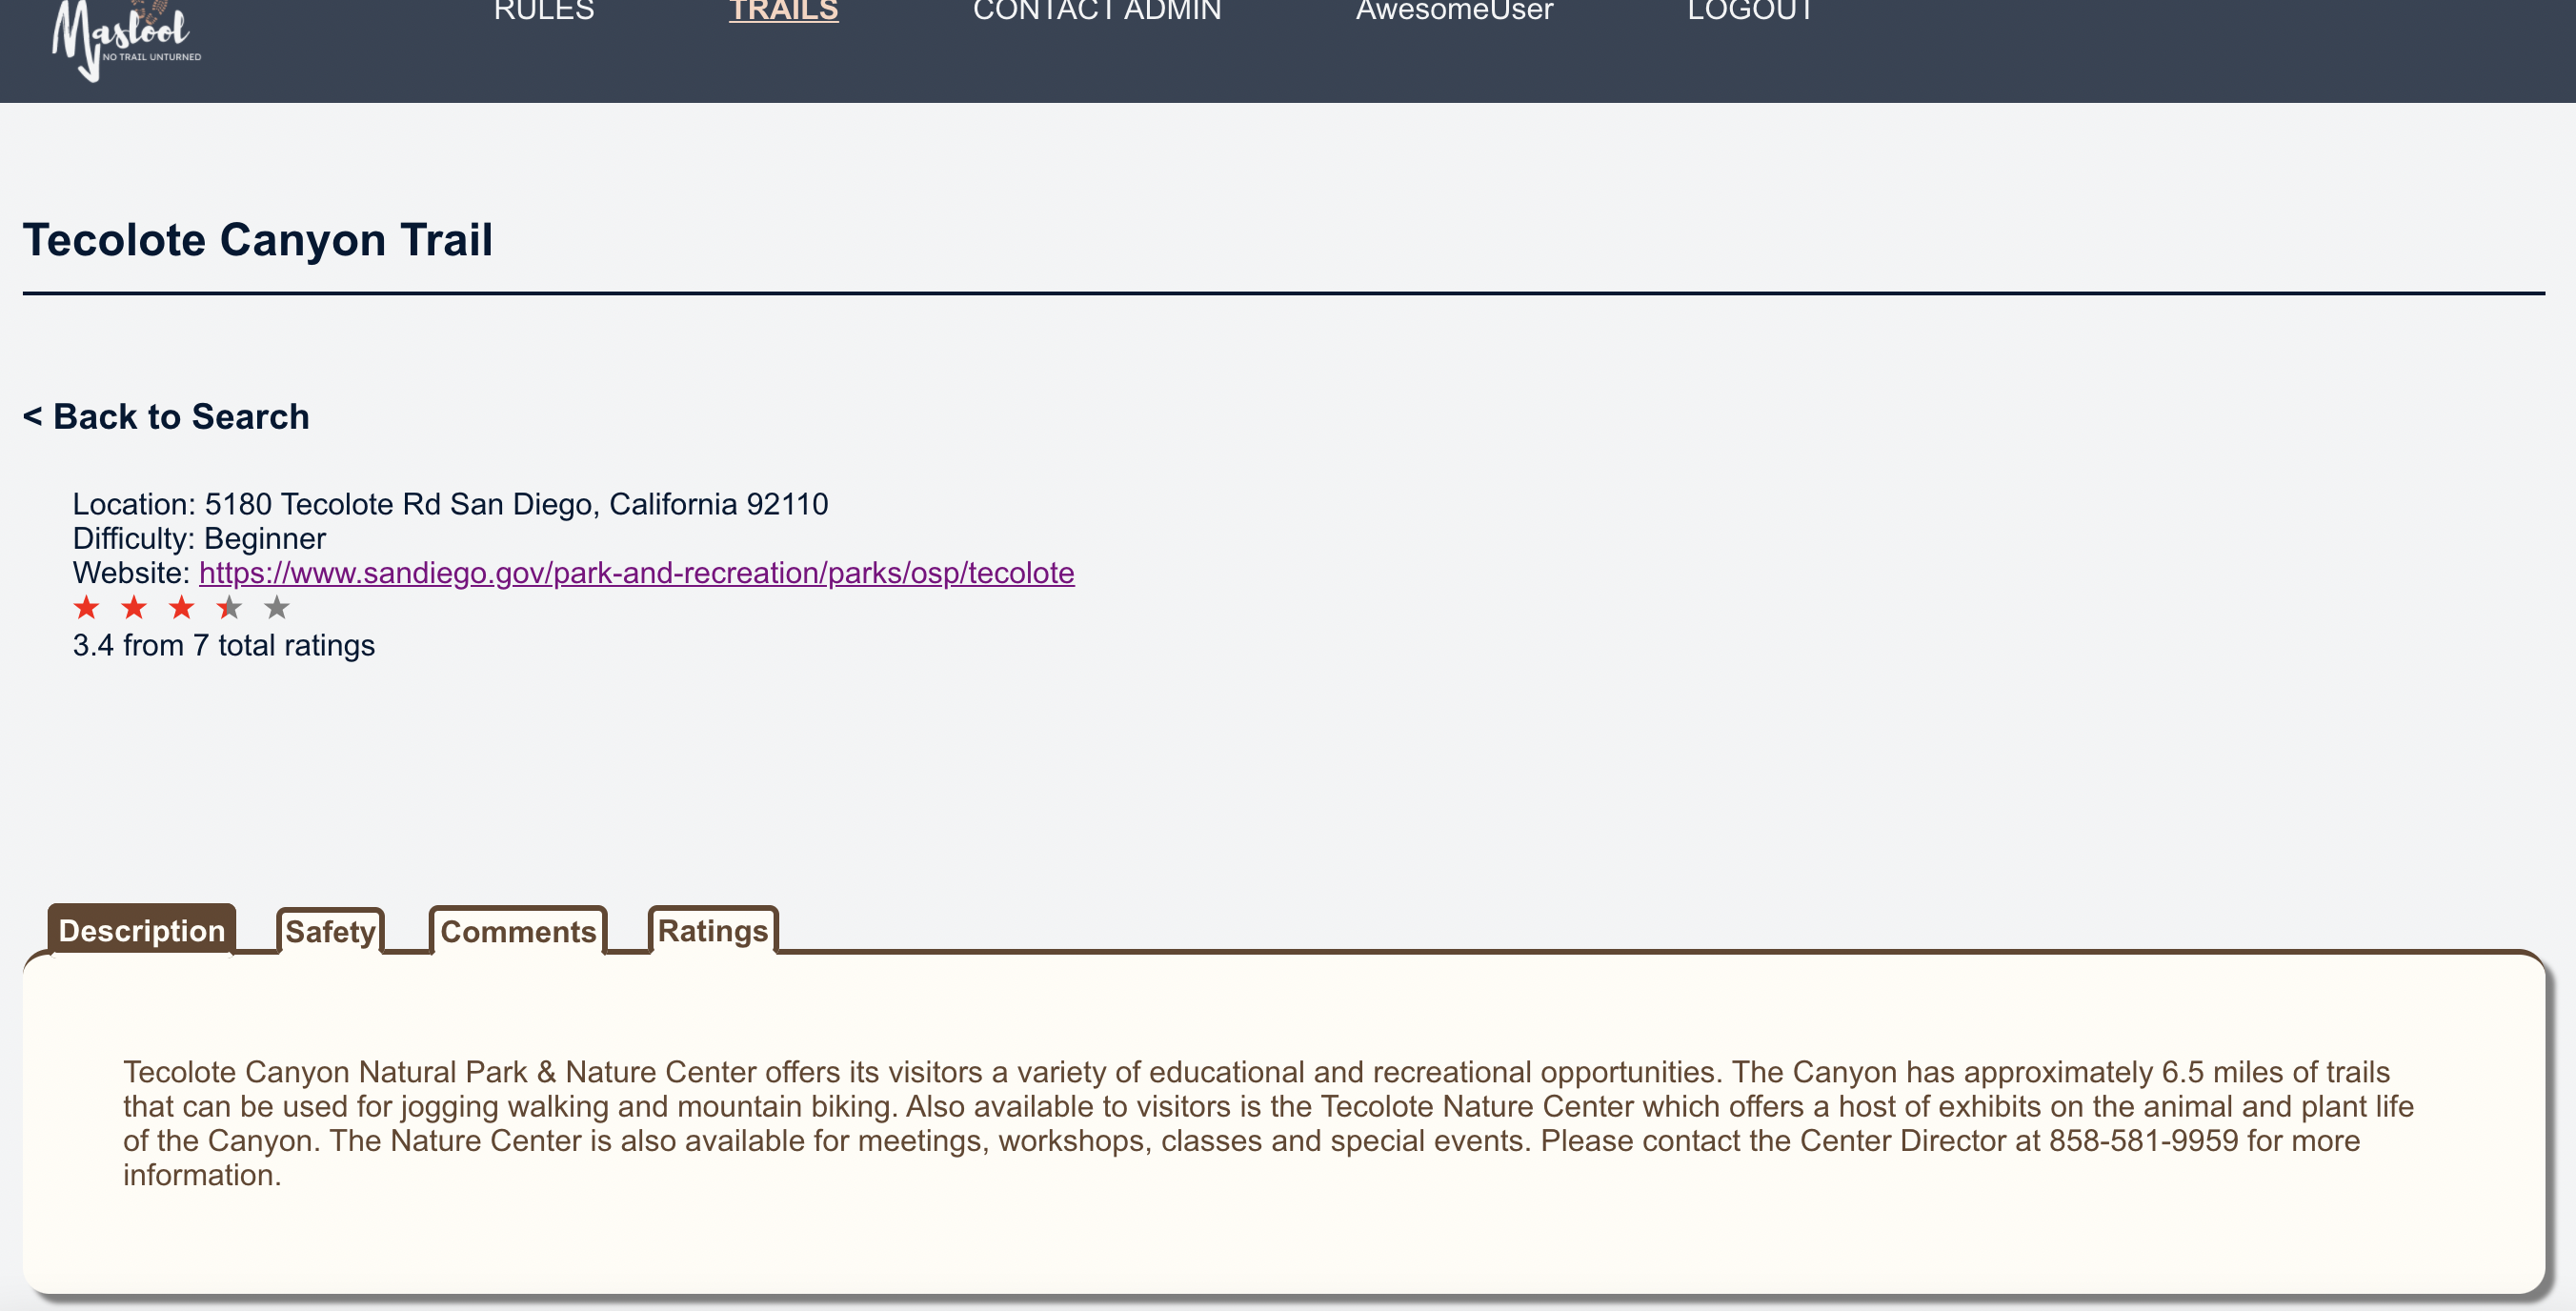 Maslool
NO TRAIL UNTURNED
RULES
TRAILS
CONTACT ADMIN
AwesomeUser
LOGOUT
Tecolote Canyon Trail
< Back to Search
Location: 5180 Tecolote Rd San Diego, California 92110
Difficulty: Beginner
Website: https://www.sandiego.gov/park-and-recreation/parks/osp/tecolote
3.4 from 7 total ratings
Description
Safety
Comments
Ratings
Tecolote Canyon Natural Park & Nature Center offers its visitors a variety of educational and recreational opportunities. The Canyon has approximately 6.5 miles of trails
that can be used for jogging walking and mountain biking. Also available to visitors is the Tecolote Nature Center which offers a host of exhibits on the animal and plant life
of the Canyon. The Nature Center is also available for meetings, workshops, classes and special events. Please contact the Center Director at 858-581-9959 for more
information.